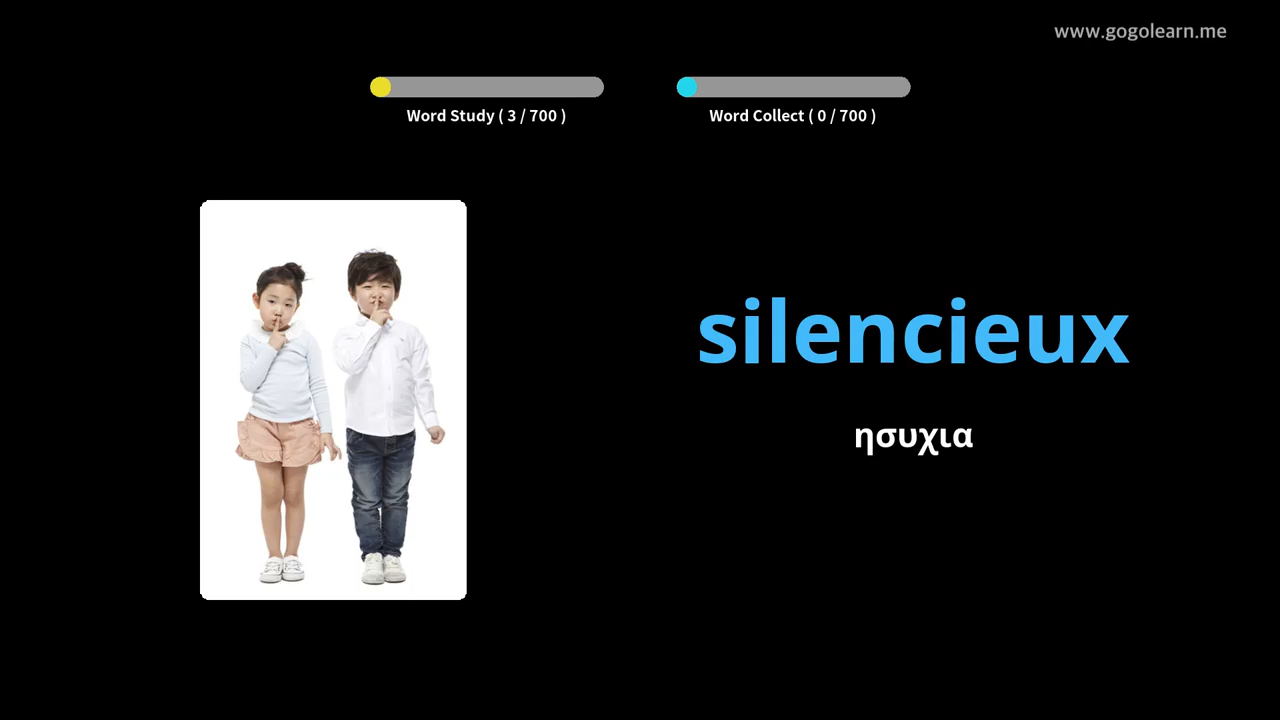 www.gogolearn.me
Word Study ( 3 / 700 )
Word Collect ( 0 / 700 )
silencieux
ησυχια